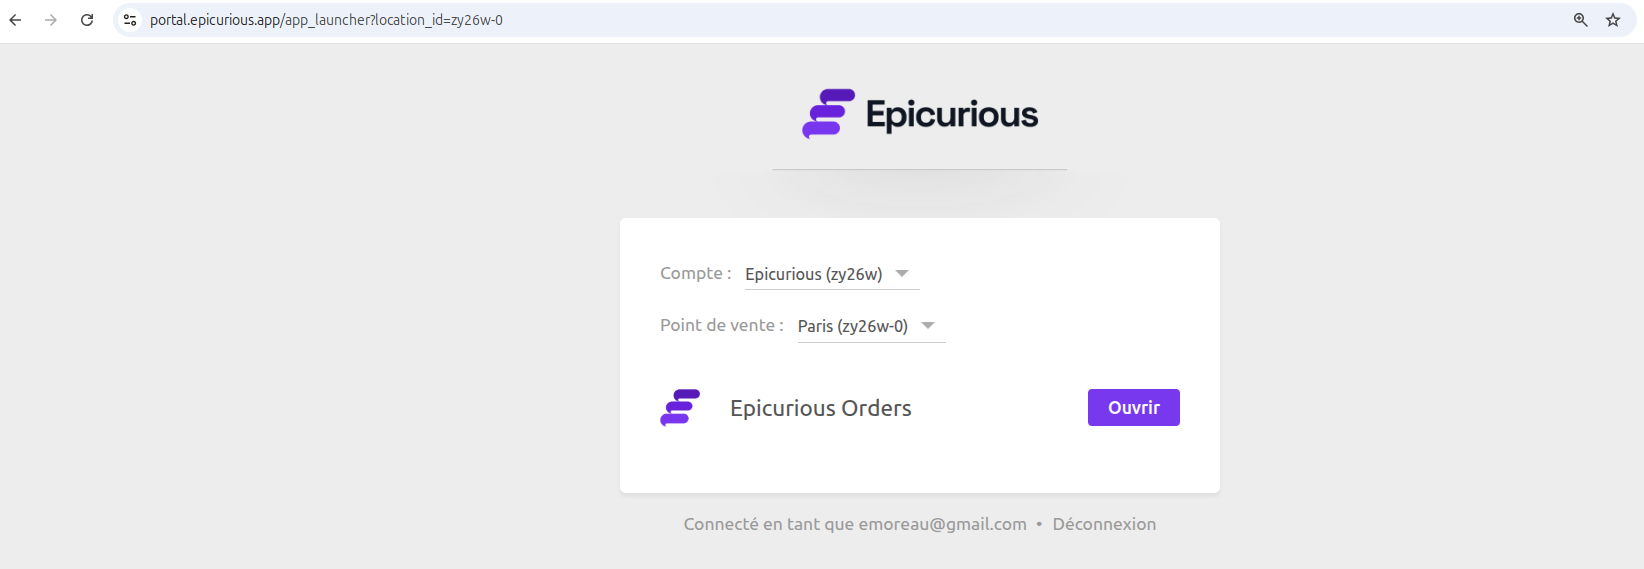 portal.epicurious.app/app_launcher?location_id=zy26w-0
Epicurious
Compte : Epicurious (zy26w)
Point de vente : Paris (zy26w-0)
Epicurious Orders Ouvrir
Connecté en tant que emoreau@gmail.com • Déconnexion